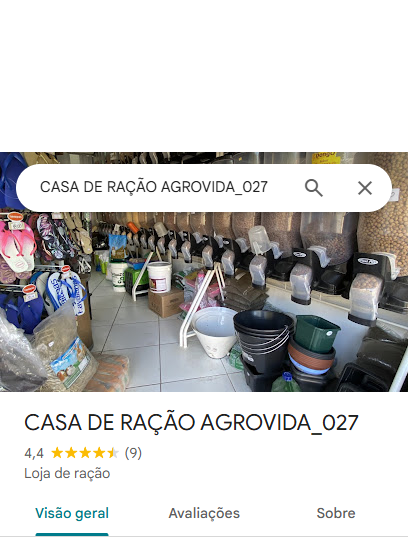 CASA DE RAÇÃO AGROVIDA_027
CASA DE RAÇÃO AGROVIDA_027
4,4 (9)
Loja de ração
Visão geral
Avaliações
Sobre